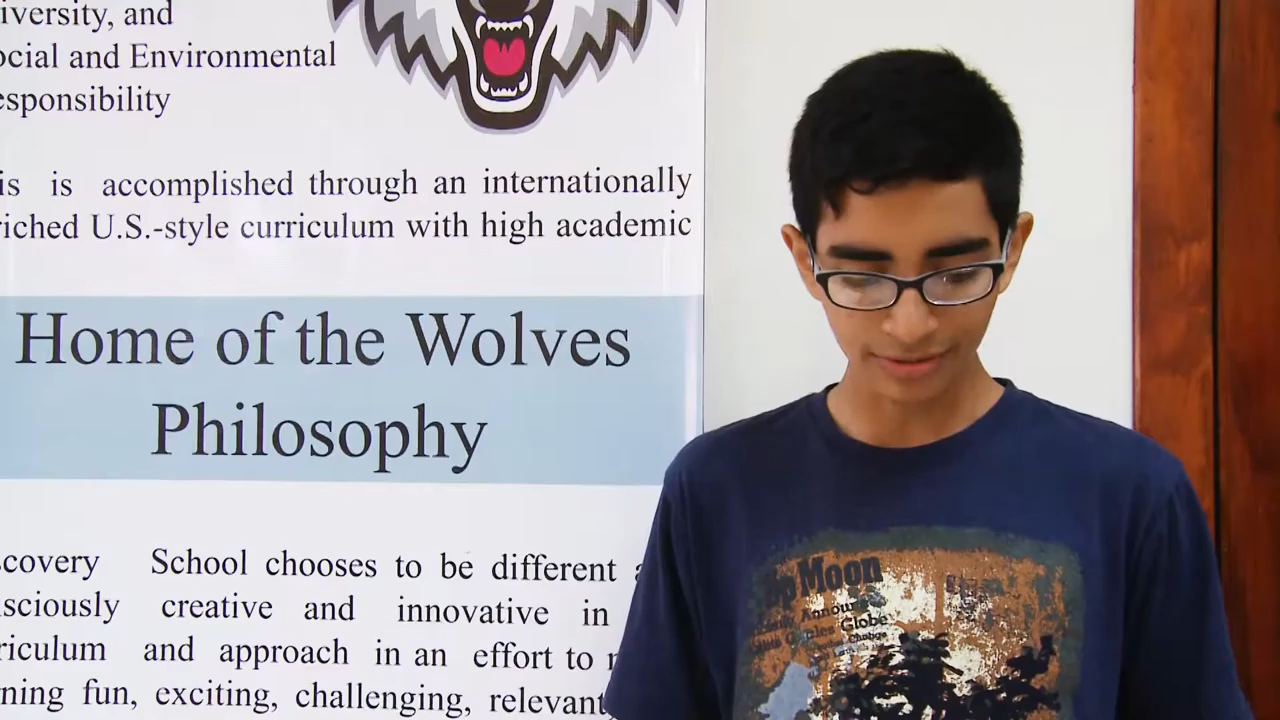 iversity, and
ocial and Environmental
esponsibility
is is accomplished through an internationally
riched U.S.-style curriculum with high academic
Home of the Wolves
Philosophy
covery School chooses to be different
sciously creative and innovative in
riculum and approach in an effort to
ning fun, exciting, challenging, relevant,
Moon
Globe